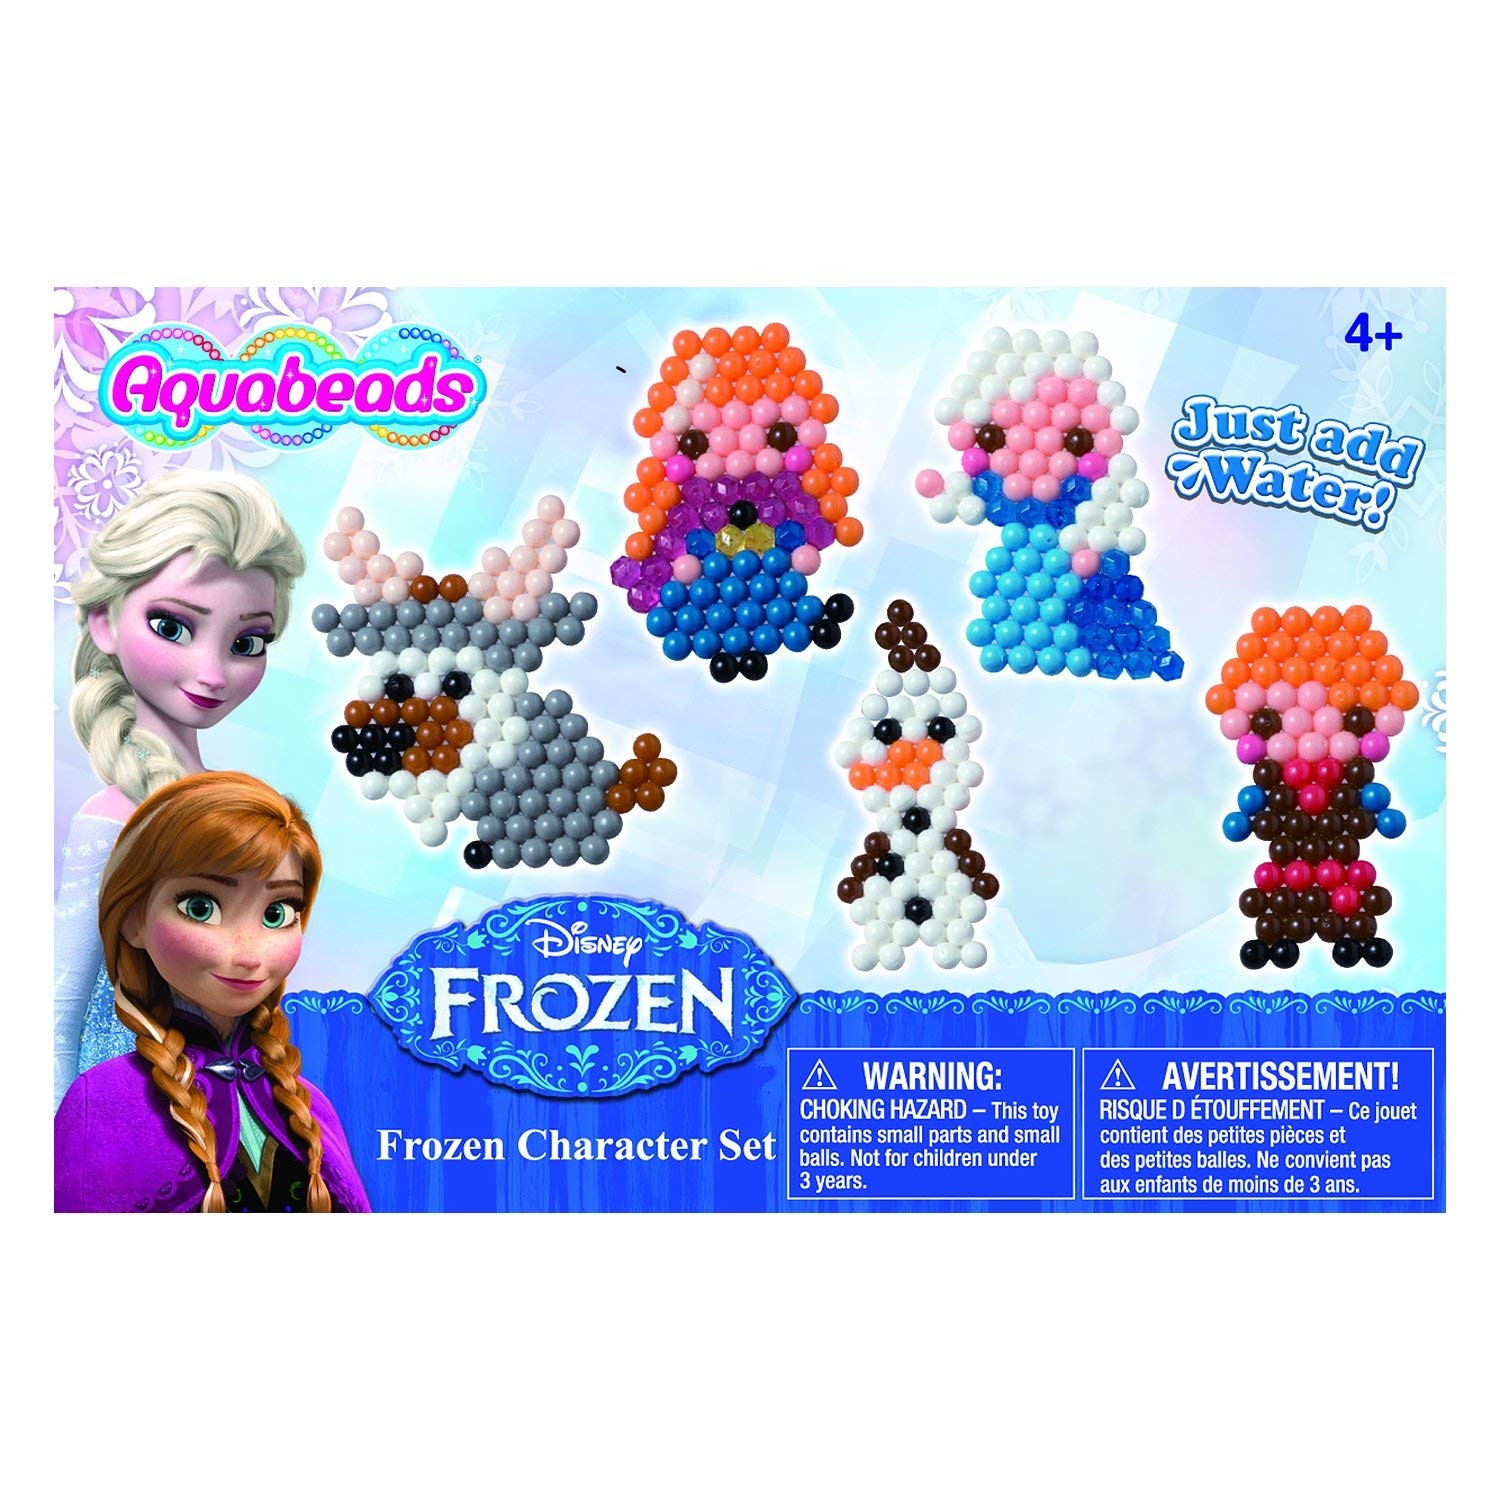 Aquabeads®
4+
Just add
Water!
Disney
FROZEN
Frozen Character Set
WARNING:
CHOKING HAZARD – This toy
contains small parts and small
balls. Not for children under
3 years.
AVERTISSEMENT!
RISQUE D ÉTOUFFEMENT – Ce jouet
contient des petites pièces et
des petites balles. Ne convient pas
aux enfants de moins de 3 ans.